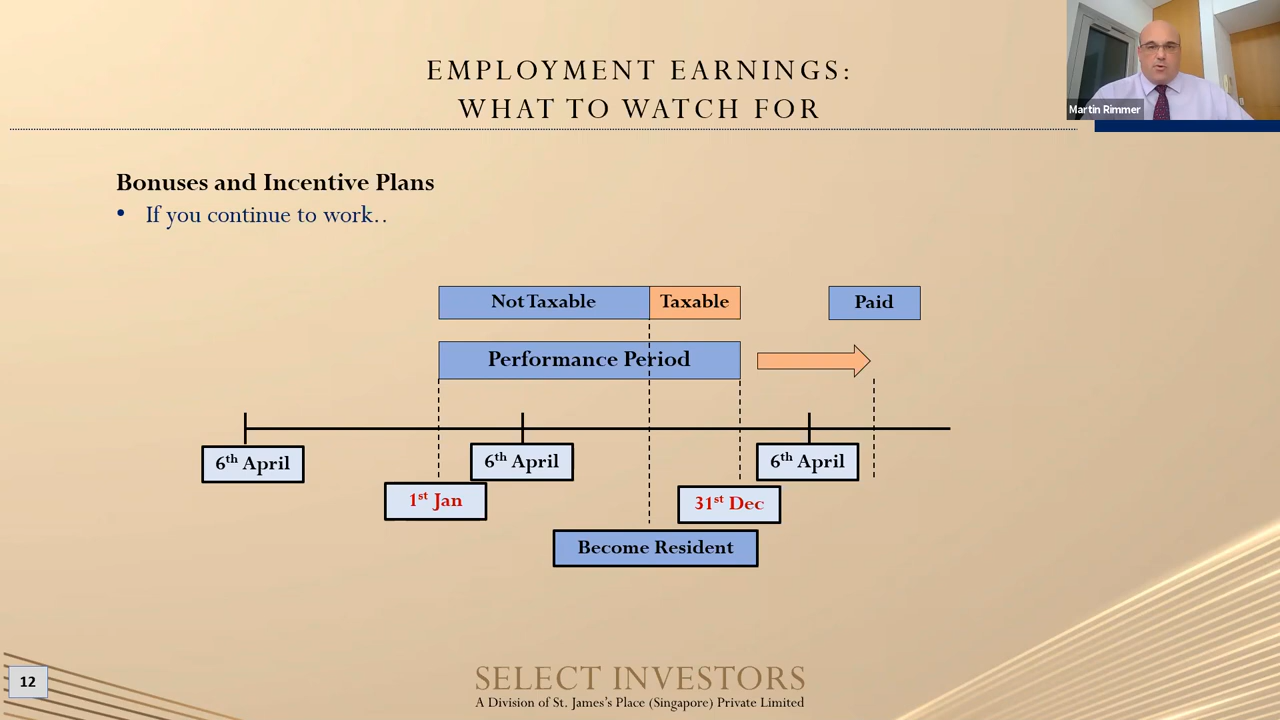 EMPLOYMENT EARNINGS:
WHAT TO WATCH FOR
Martin Rimmer
Bonuses and Incentive Plans
• If you continue to work..
Not Taxable
Taxable
Paid
Performance Period
6th April
6th April
6th April
1st Jan
31st Dec
Become Resident
12
SELECT INVESTORS
A Division of St. James's Place (Singapore) Private Limited